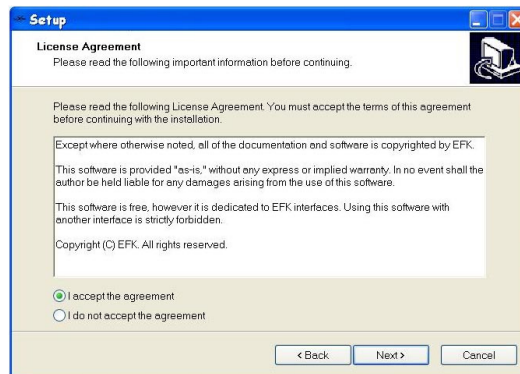 Setup
License Agreement
Please read the following important information before continuing.
Please read the following License Agreement. You must accept the terms of this agreement
before continuing with the installation.
Except where otherwise noted, all of the documentation and software is copyrighted by EFK.
This software is provided "as-is," without any express or implied warranty. In no event shall the
author be held liable for any damages arising from the use of this software.
This software is free, however it is dedicated to EFK interfaces. Using this software with
another interface is strictly forbidden.
Copyright (C) EFK. All rights reserved.
I accept the agreement
I do not accept the agreement
< Back Next > Cancel